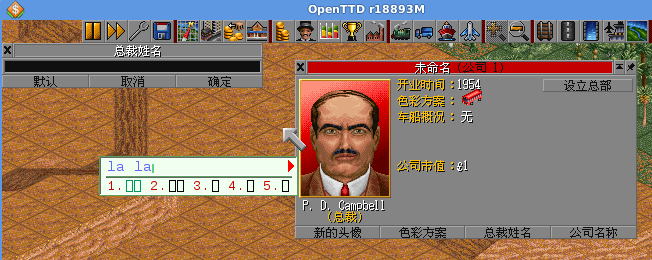 OpenTTD r18893M
总裁姓名
默认 取消 确定
la la
1. 2. 3. 4. 5.
未命名 (公司 1)
开业时间：1954
设立总部
色彩方案：
车船概况：无
公司市值：£1
P. D. Campbell
(总裁)
新的头像 色彩方案 总裁姓名 公司名称